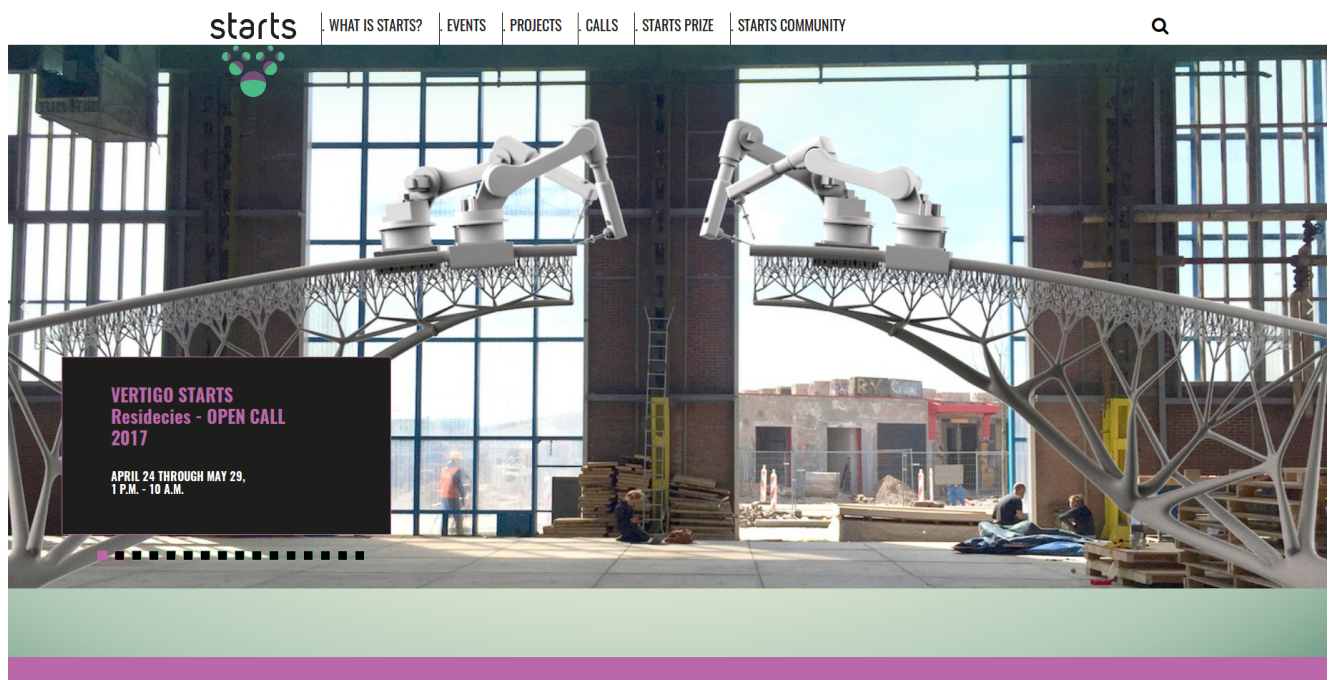 starts
. WHAT IS STARTS?
. EVENTS
. PROJECTS
. CALLS
. STARTS PRIZE
. STARTS COMMUNITY
VERTIGO STARTS
Residecies - OPEN CALL
2017
APRIL 24 THROUGH MAY 29,
1 P.M. - 10 A.M.